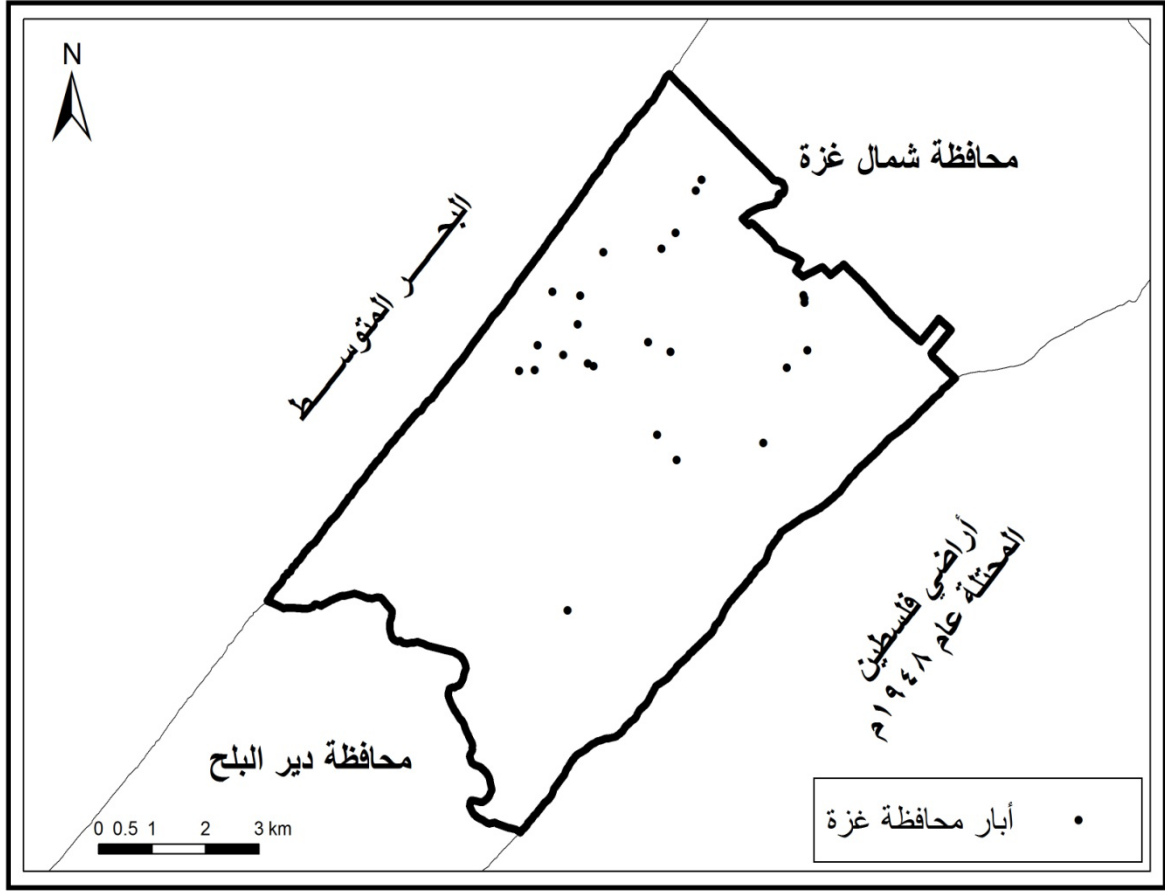 N
محافظة شمال غزة
البحـــر المتوســـط
أراضي فلسطين
المحتلة عام ١٩٤٨م
محافظة دير البلح
0 0.5 1 2 3 km
أبار محافظة غزة